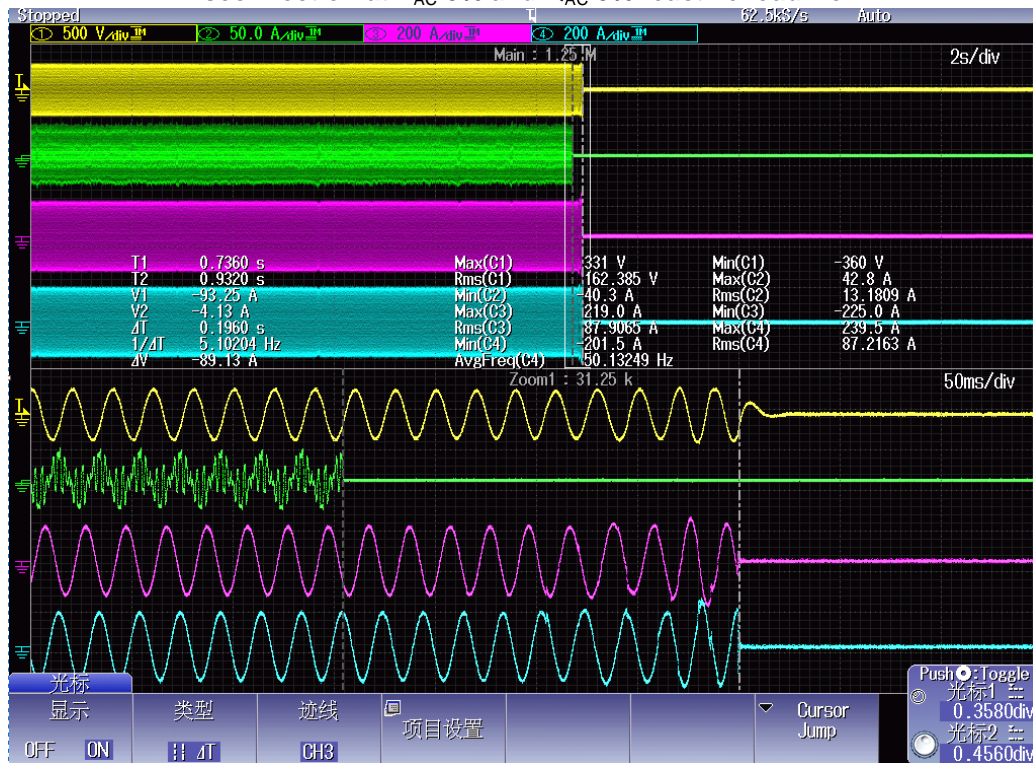 Stopped 62.5kS/s Auto
① 500 V/div ② 50.0 A/div ③ 200 A/div ④ 200 A/div
Main : 1.25 M
2s/div
T1 0.7360 s Max(C1) 331 V Min(C1) -360 V
T2 0.9320 s Rms(C1) 162.385 V Max(C2) 42.8 A
V1 -93.25 A Min(C2) -40.3 A Rms(C2) 13.1809 A
V2 -4.13 A Max(C3) 219.0 A Min(C3) -225.0 A
ΔT 0.1960 s Rms(C3) 87.9065 A Max(C4) 239.5 A
1/ΔT 5.10204 Hz Min(C4) -201.5 A Rms(C4) 87.2163 A
ΔV -89.13 A AvgFreq(C4) 50.13249 Hz
Zoom1 : 31.25 k
50ms/div
光标
显示 类型 迹线 项目设置 Cursor Jump
OFF ON ΔT CH3
Push :Toggle
光标1
0.3580div
光标2
0.4560div